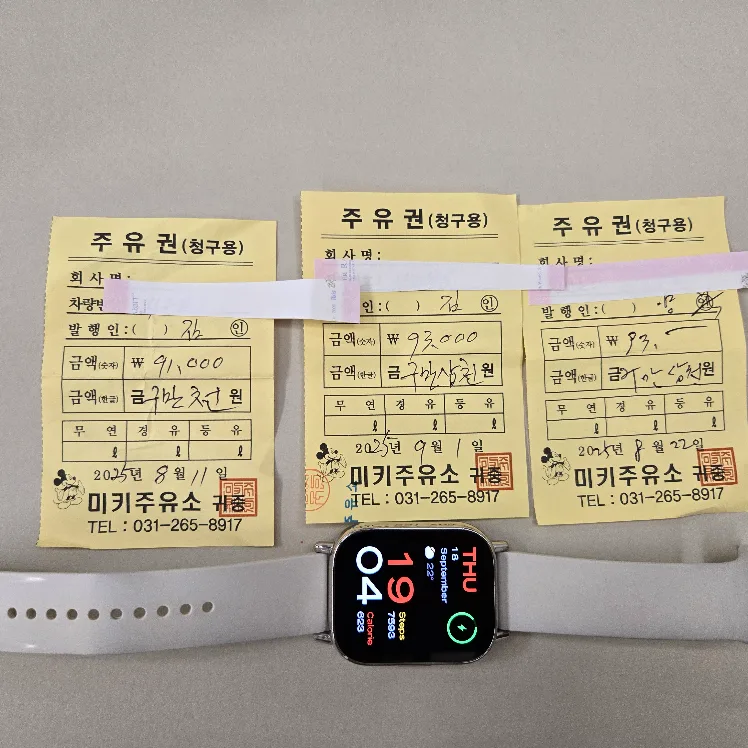 주 유 권 (청구용)
회 사 명 :
발 행 인 : ( ) 김 인
금액(숫자) ₩ 91,000
금액(한글) 금 구만 천 원
무 연 경 유 등 유
ℓ ℓ ℓ
2025년 8 월 11 일
미키주유소 귀중
TEL : 031-265-8917
주 유 권 (청구용)
회 사 명 :
인 : ( ) 김 인
금액(숫자) ₩ 93,000
금액(한글) 금 구만삼천 원
무 연 경 유 등 유
ℓ ℓ ℓ
2025년 9 월 1 일
미키주유소 귀중
TEL : 031-265-8917
주 유 권 (청구용)
회 사 명 :
발 행 인 : ( )
금액(숫자) ₩ 93,
금액(한글) 금 구만 삼천 원
무 연 경 유 등 유
ℓ ℓ ℓ
2025년 8 월 22 일
미키주유소 귀중
TEL : 031-265-8917
THU
18
September
22°
19
04
Steps
7593
Calorie
623